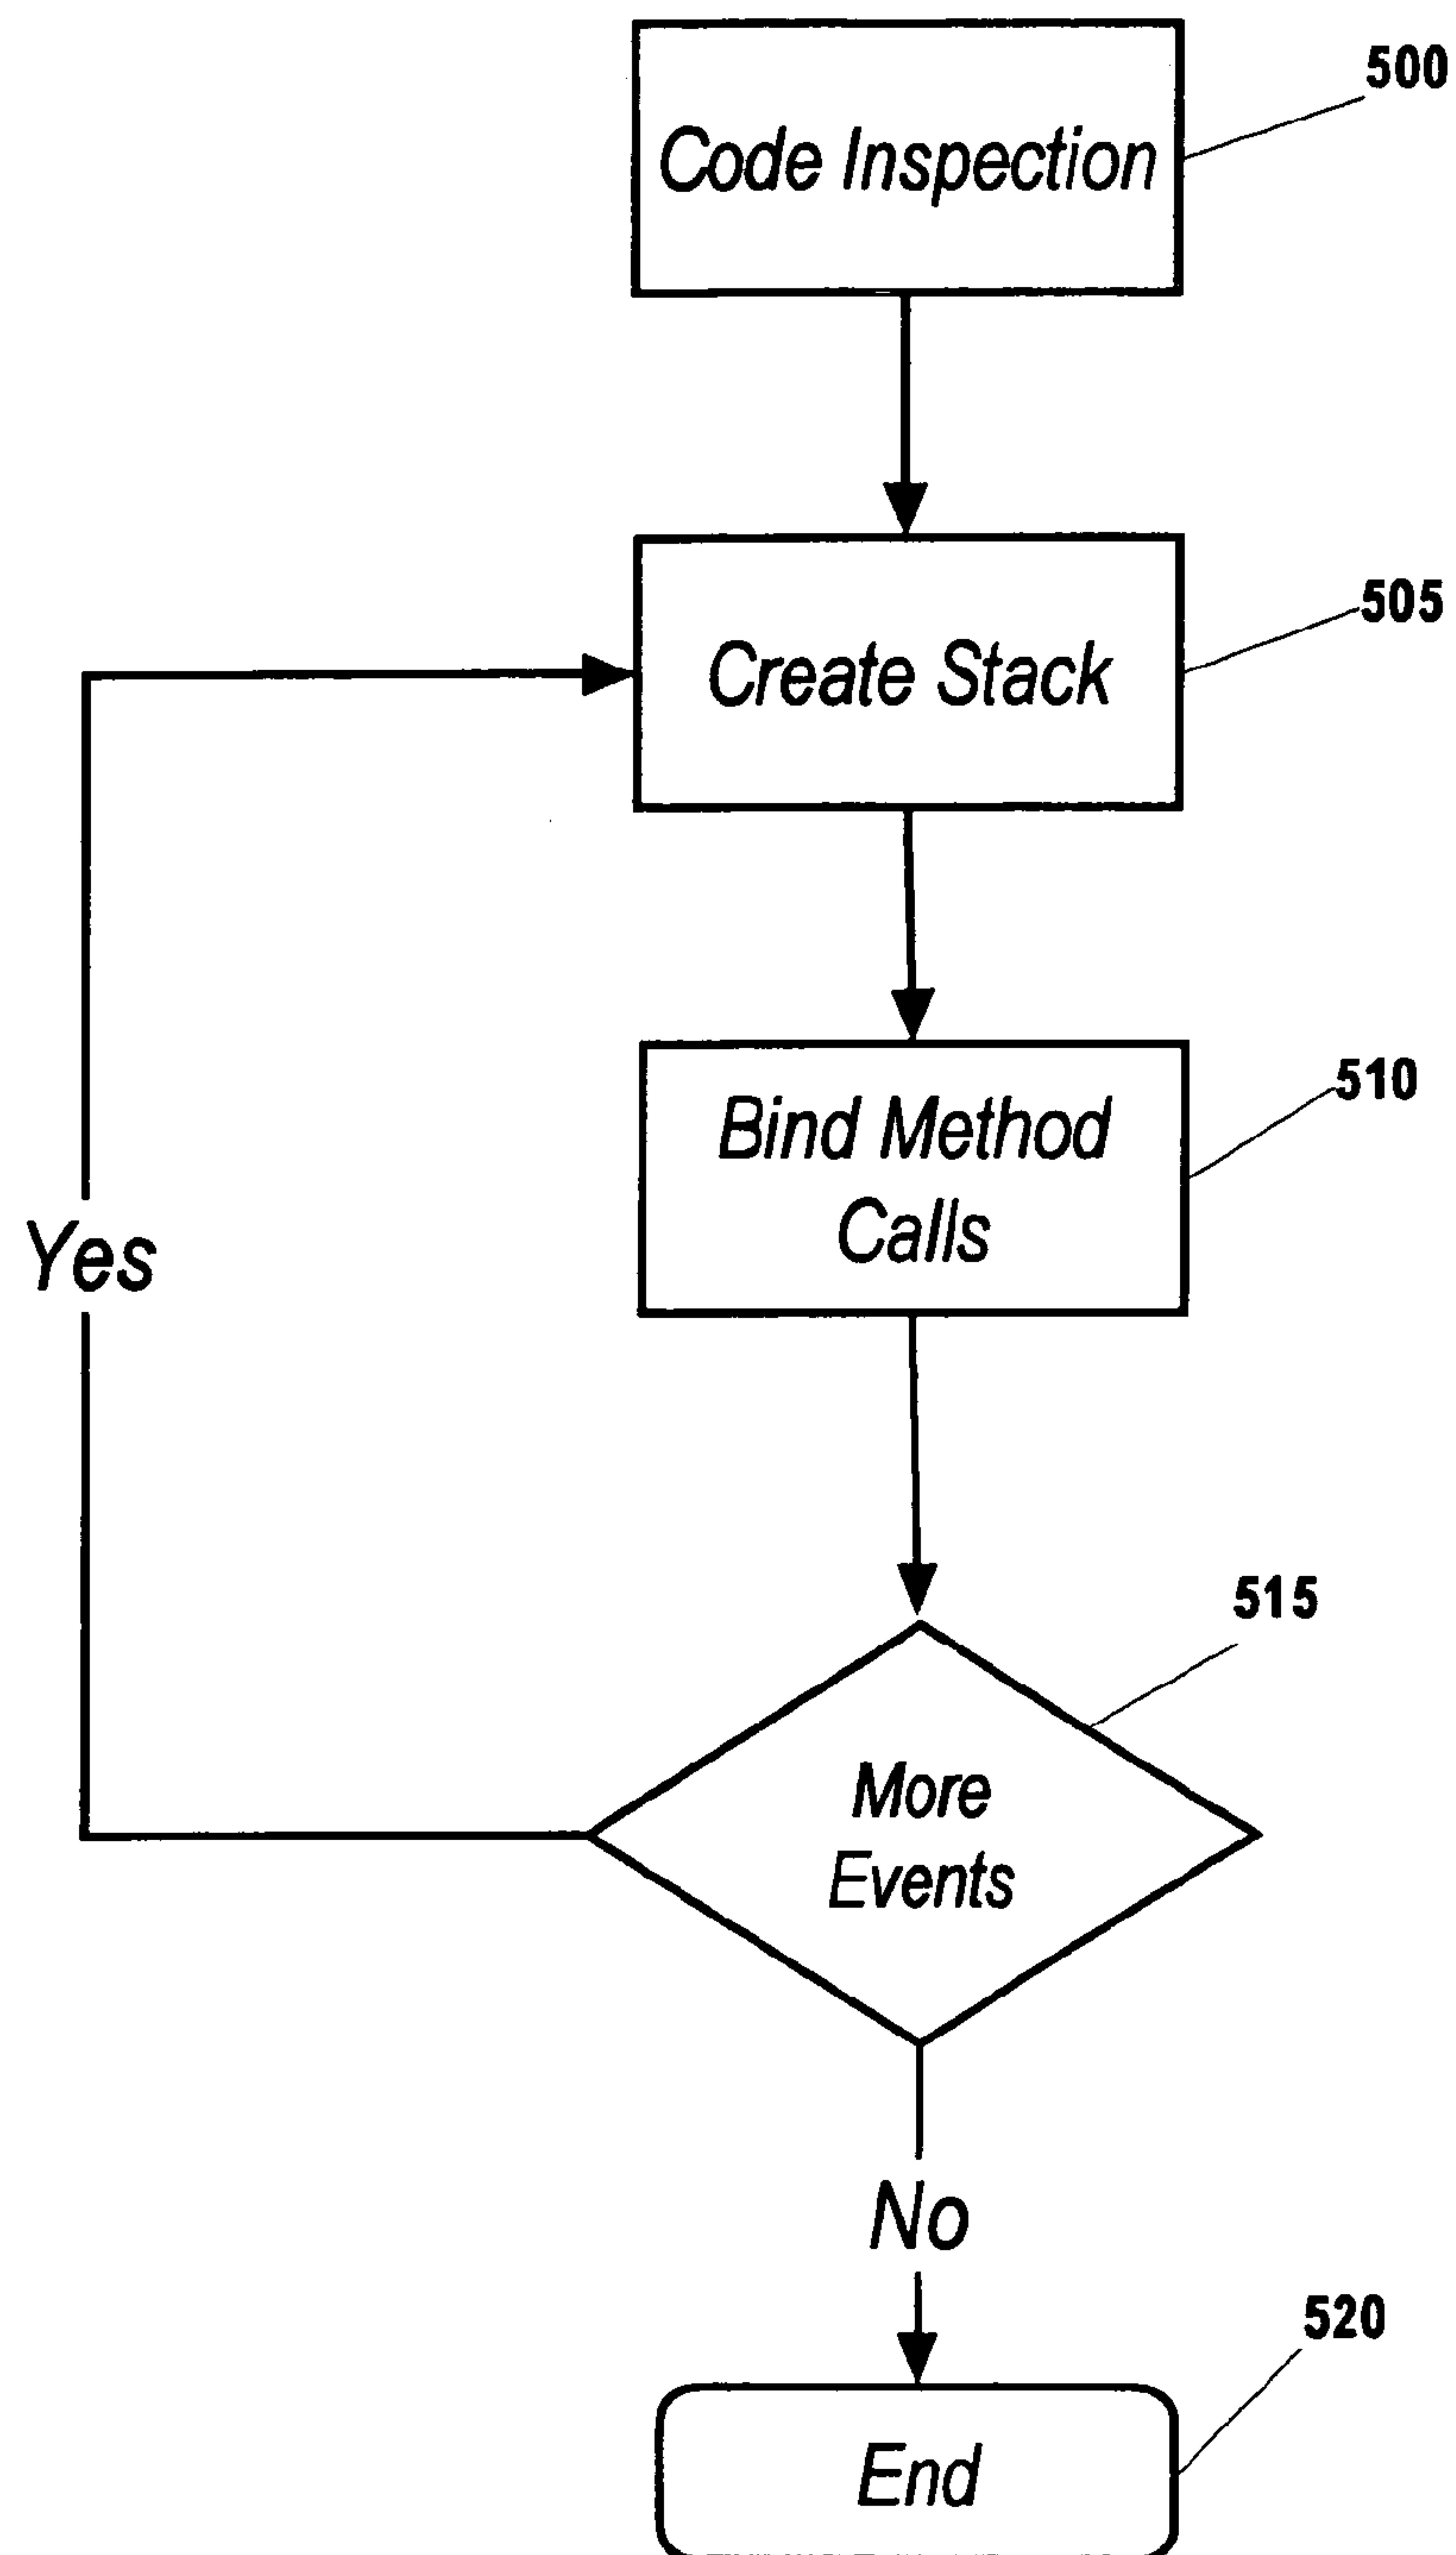 500
Code Inspection
505
Create Stack
510
Bind Method
Calls
Yes
515
More
Events
No
520
End